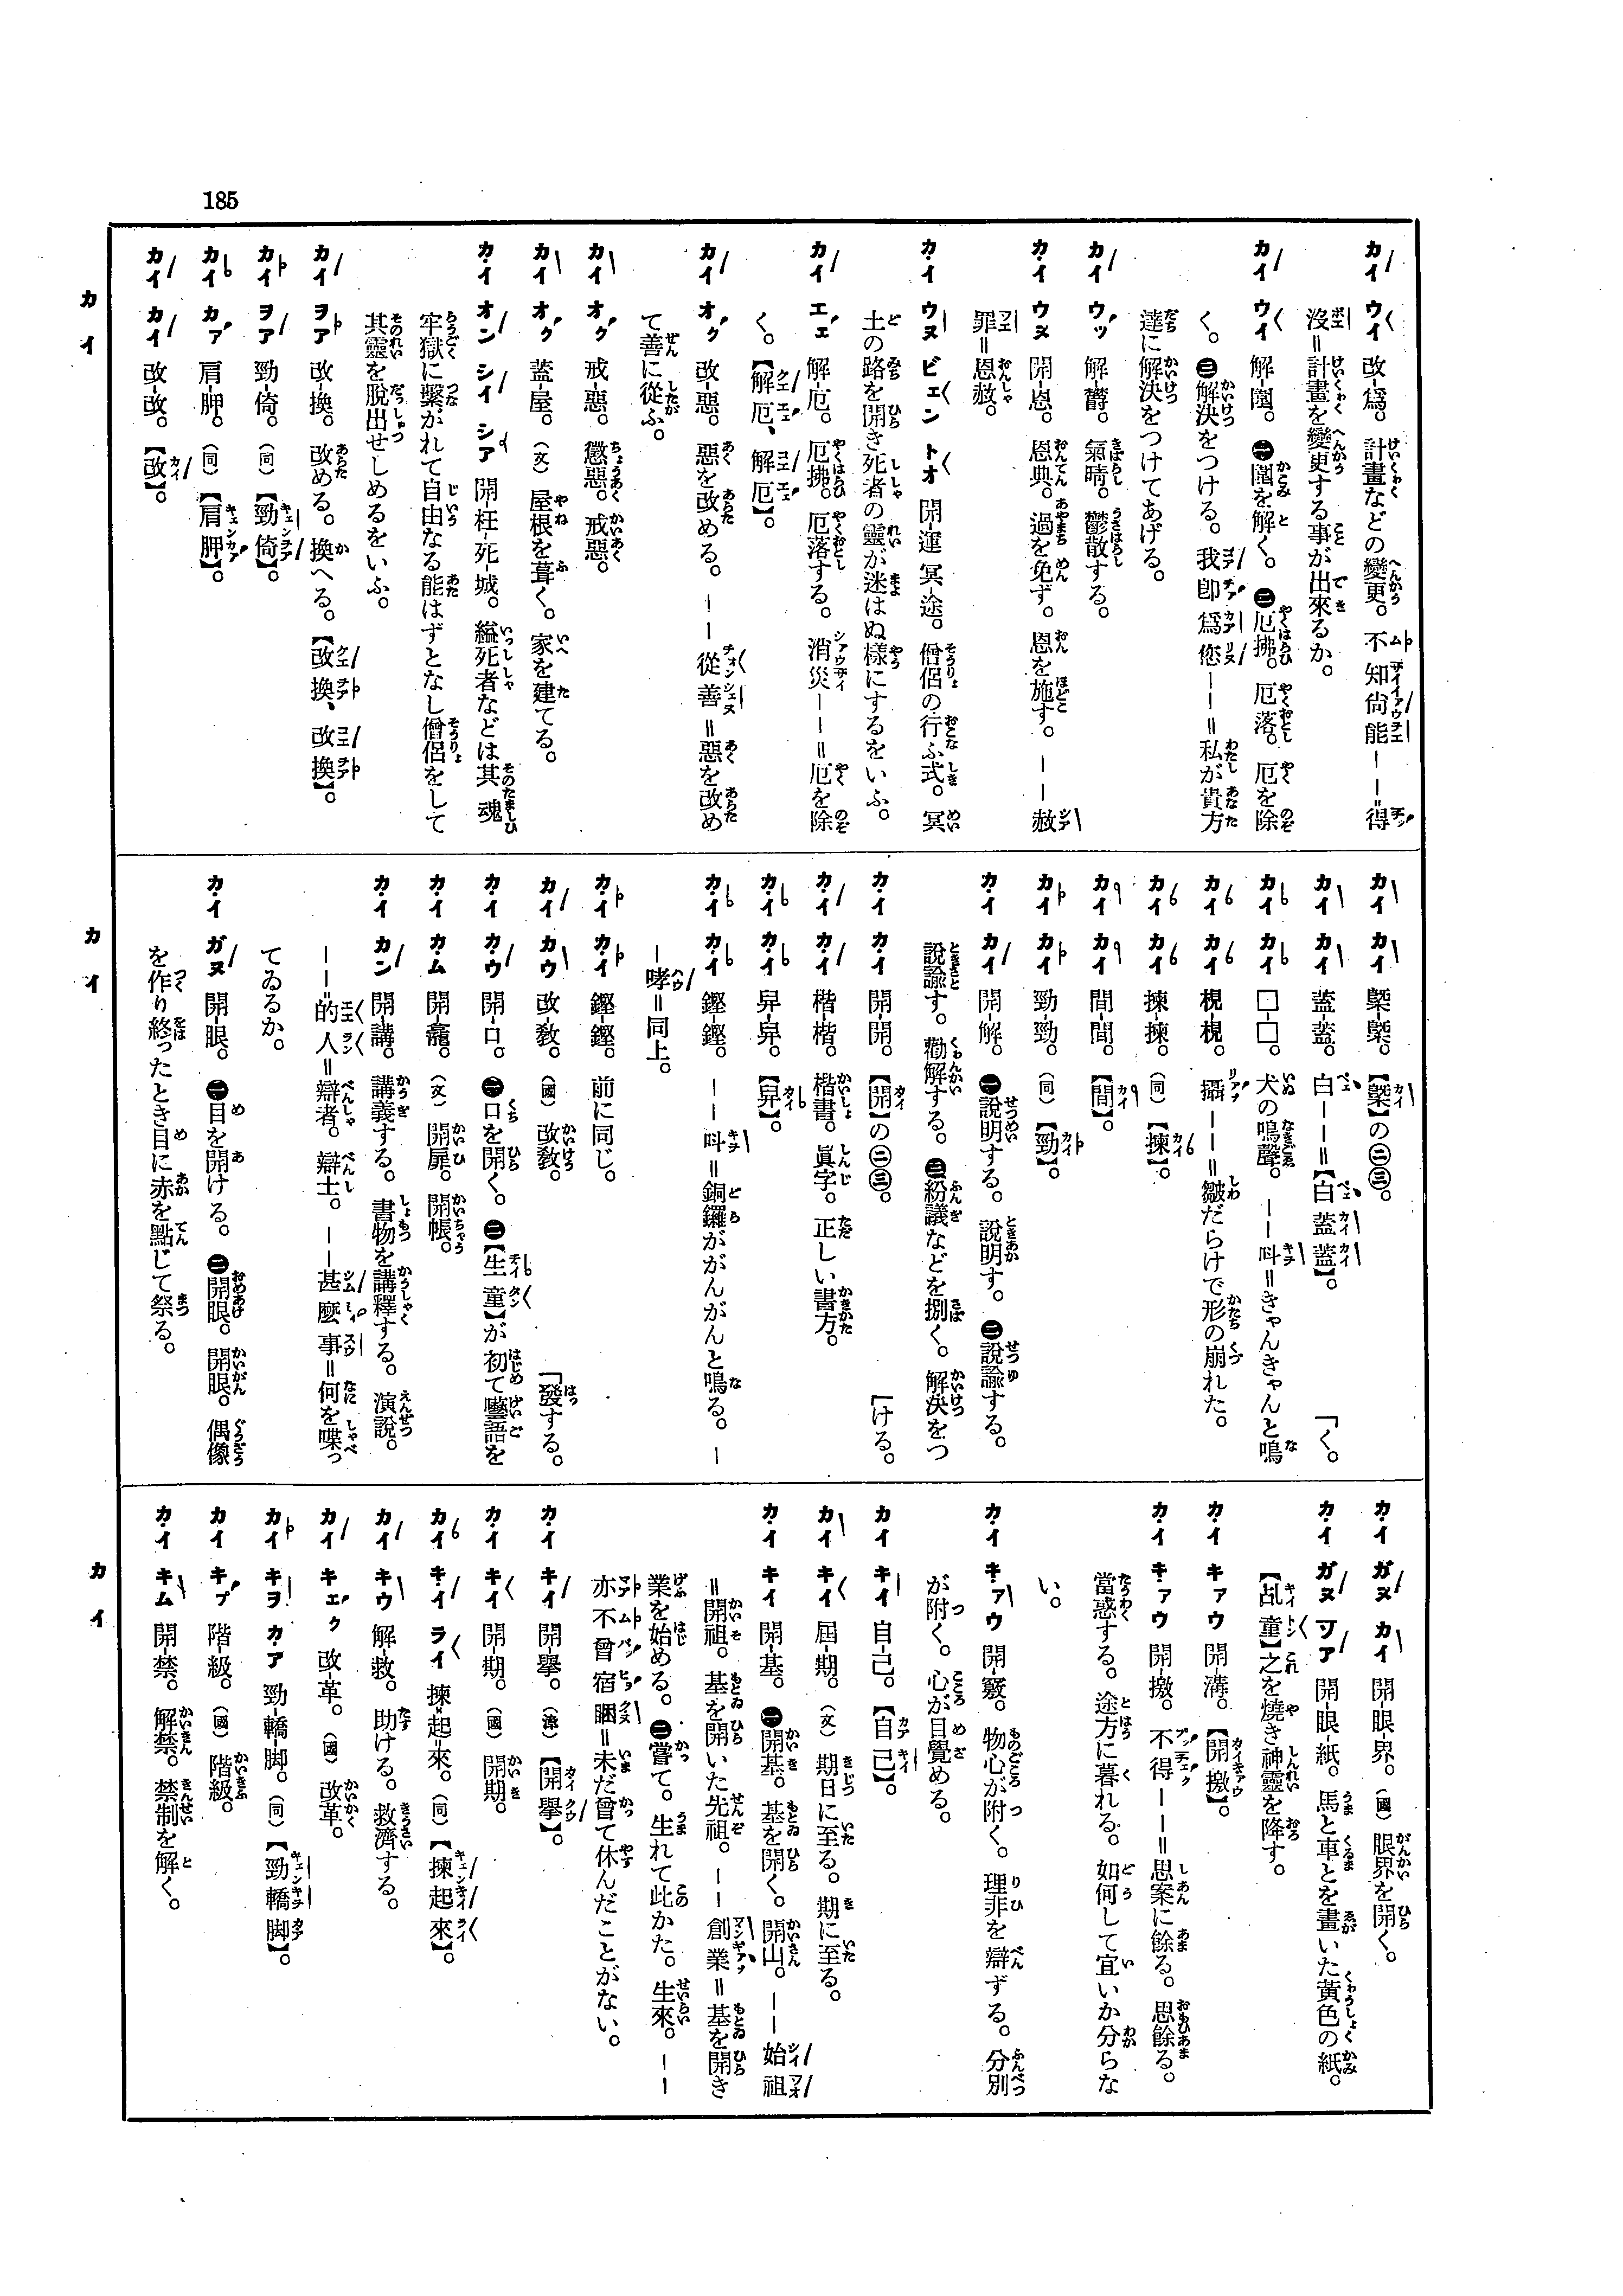 185
カイ ウイ 改-爲。計畫などの變更。不知尙能－－得
沒＝計畫を變更する事が出來るか。
カイ ウイ 解-圍。㊀圍を解く。㊁厄拂。厄落。厄を除
く。㊂解決をつける。我卽爲您－－＝私が貴方
達に解決をつけてあげる。
カイ ウッ 解-欝。氣晴。鬱散する。
カイ ウヌ 開-恩。恩典。過を免ず。恩を施す。－－赦
罪＝恩赦。
カイ ウヌ ビェン トオ 開-運 冥-途。僧侶の行ふ式。冥
土の路を開き死者の靈が迷はぬ樣にするをいふ。
カイ エェ 解-厄。厄拂。厄落する。消災－－＝厄を除
く。【解厄、解厄】。
カイ オク 改-惡。惡を改める。－－從善＝惡を改め
て善に從ふ。
カイ オク 戒-惡。懲惡。戒惡。
カイ オク 蓋-屋。（文）屋根を葺く。家を建てる。
カイ オン シイ シア 開-枉-死-城。縊死者などは其魂
牢獄に繫がれて自由なる能はずとなし僧侶をして
其靈を脫出せしめるをいふ。
カイ ヲア 改-換。改める。換へる。【改換、改換】。
カイ ヲア 勁-倚。（同）【勁倚】。
カイ カァ 肩-胛。（同）【肩胛】。
カイ カイ 改-改。【改】。
カイ
カイ カイ 槩-槩。【槩】の㊁㊂。
カイ カイ 蓋-蓋。白－－＝【白蓋蓋】。 「く。
カイ カイ □-□。犬の鳴聲。－－呌＝きゃんきゃんと鳴
カイ カイ 梘-梘。攝－－＝皺だらけで形の崩れた。
カイ カイ 揀-揀。（同）【揀】。
カイ カイ 間-間。【間】。
カイ カイ 勁-勁。（同）【勁】。
カイ カイ 開-解。㊀說明する。說明す。㊁說諭する。
說諭す。勸解する。㊂紛議などを捌く。解決をつ
カイ カイ 開-開。【開】の㊁㊂。 「ける。
カイ カイ 楷-楷。楷書。眞字。正しい書方。
カイ カイ 舁-舁。【舁】。
カイ カイ 鏗-鏗。－－呌＝銅鑼ががんがんと鳴る。－
－哮＝同上。
カイ カイ 鏗-鏗。前に同じ。
カイ カウ 改-敎。（國）改敎。 「發する。
カイ カウ 開-口。㊀口を開く。㊁【生童】が初て囈語を
カイ カム 開-龕。（文）開扉。開帳。
カイ カン 開-講。講義する。書物を講釋する。演說。
－－的人＝辯者。辯士。－－甚麼事＝何を喋っ
てゐるか。
カイ ガヌ 開-眼。㊀目を開ける。㊁開眼。開眼。偶像
を作り終ったとき目に赤を點じて祭る。
カイ
カイ ガヌ カイ 開-眼-界。（國）眼界を開く。
カイ ガヌ ツァ 開-眼-紙。馬と車とを畫いた黃色の紙。
【乩童】之を燒き神靈を降す。
カイ キァウ 開-溝。【開撽】。
カイ キァウ 開-撽。不得－－＝思案に餘る。思餘る。
當惑する。途方に暮れる。如何して宜いか分らな
い。
カイ キァウ 開-竅。物心が附く。理非を辯ずる。分別
が附く。心が目覺める。
カイ キイ 自-己。【自己】。
カイ キイ 屆-期。（文）期日に至る。期に至る。
カイ キイ 開-基。㊀開基。基を開く。開山。－－始祖
＝開祖。基を開いた先祖。－－創業＝基を開き
業を始める。㊁嘗て。生れて此かた。生來。－－
亦不曾宿睏＝未だ曾て休んだことがない。
カイ キイ 開-擧。（漳）【開擧】。
カイ キイ 開-期。（國）開期。
カイ キイ ライ 揀-起-來。（同）【揀起來】。
カイ キウ 解-救。助ける。救濟する。
カイ キェク 改-革。（國）改革。
カイ キヲ カア 勁-轎-脚。（同）【勁轎脚】。
カイ キプ 階-級。（國）階級。
カイ キム 開-禁。解禁。禁制を解く。
カイ